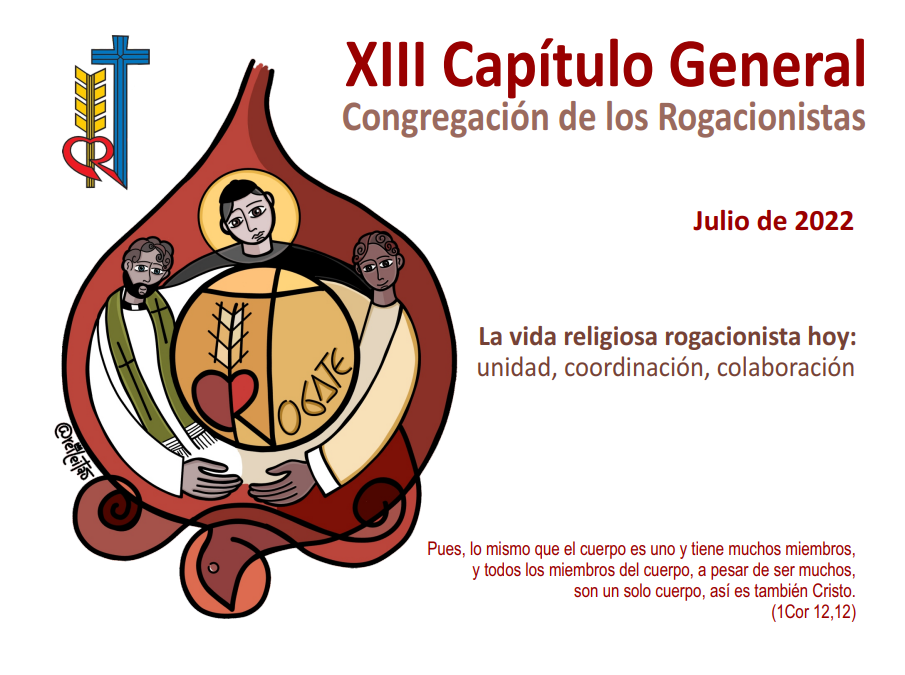 XIII Capítulo General
Congregación de los Rogacionistas
Julio de 2022
La vida religiosa rogacionista hoy:
unidad, coordinación, colaboración
R
ROGATE
@reffeitas
Pues, lo mismo que el cuerpo es uno y tiene muchos miembros,
y todos los miembros del cuerpo, a pesar de ser muchos,
son un solo cuerpo, así es también Cristo.
(1Cor 12,12)